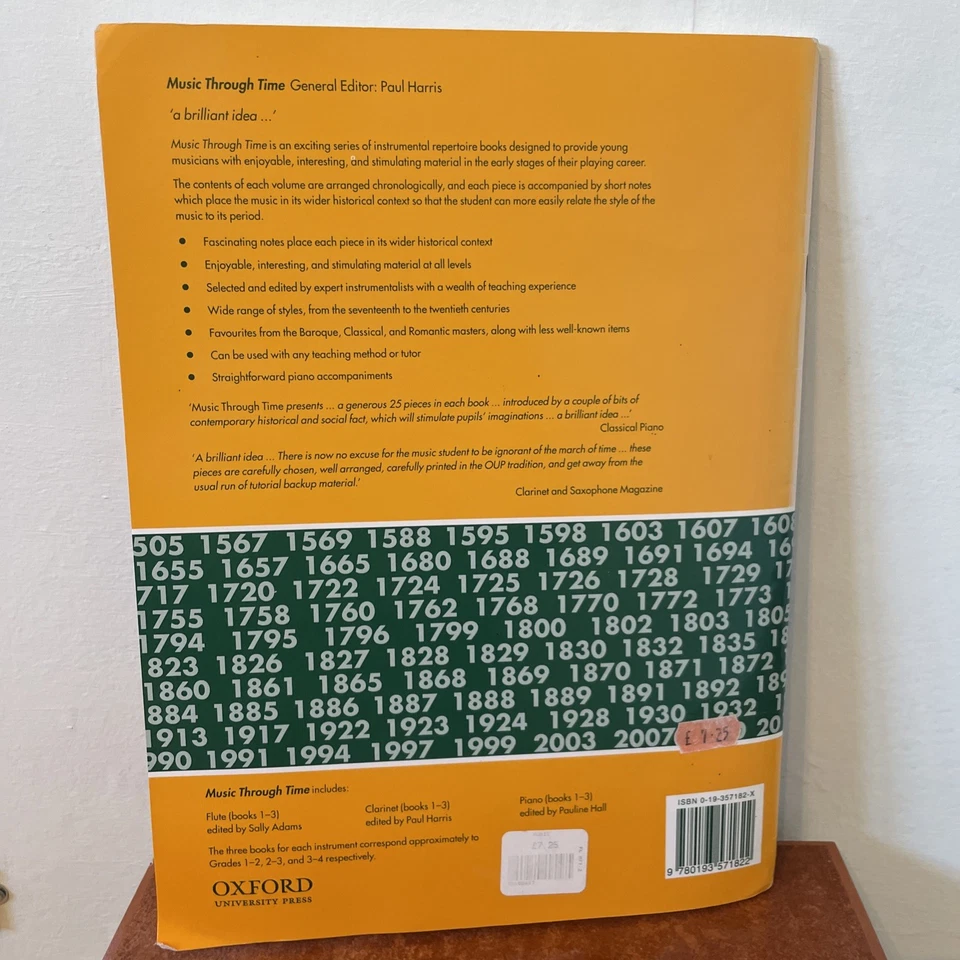 Music Through Time General Editor: Paul Harris
'a brilliant idea ...'
Music Through Time is an exciting series of instrumental repertoire books designed to provide young
musicians with enjoyable, interesting, and stimulating material in the early stages of their playing career.
The contents of each volume are arranged chronologically, and each piece is accompanied by short notes
which place the music in its wider historical context so that the student can more easily relate the style of the
music to its period.
• Fascinating notes place each piece in its wider historical context
• Enjoyable, interesting, and stimulating material at all levels
• Selected and edited by expert instrumentalists with a wealth of teaching experience
• Wide range of styles, from the seventeenth to the twentieth centuries
• Favourites from the Baroque, Classical, and Romantic masters, along with less well-known items
• Can be used with any teaching method or tutor
• Straightforward piano accompaniments
'Music Through Time presents ... a generous 25 pieces in each book ... introduced by a couple of bits of
contemporary historical and social fact, which will stimulate pupils' imaginations ... a brilliant idea ...'
Classical Piano
'A brilliant idea ... There is now no excuse for the music student to be ignorant of the march of time ... these
pieces are carefully chosen, well arranged, carefully printed in the OUP tradition, and get away from the
usual run of tutorial backup material.'
Clarinet and Saxophone Magazine
505 1567 1569 1588 1595 1598 1603 1607 1608
1655 1657 1665 1680 1688 1689 1691 1694 16
717 1720 1722 1724 1725 1726 1728 1729 17
1755 1758 1760 1762 1768 1770 1772 1773 1
1794 1795 1796 1799 1800 1802 1803 1805
1823 1826 1827 1828 1829 1830 1832 1835 18
1860 1861 1865 1868 1869 1870 1871 1872
884 1885 1886 1887 1888 1889 1891 1892 189
1913 1917 1922 1923 1924 1928 1930 1932 1
990 1991 1994 1997 1999 2003 2007 20
£ 7.25
Music Through Time includes:
Flute (books 1–3)
edited by Sally Adams
Clarinet (books 1–3)
edited by Paul Harris
Piano (books 1–3)
edited by Pauline Hall
The three books for each instrument correspond approximately to
Grades 1–2, 2–3, and 3–4 respectively.
OXFORD
UNIVERSITY PRESS
£7.25
ISBN 0-19-357182-X
9 780193 571822